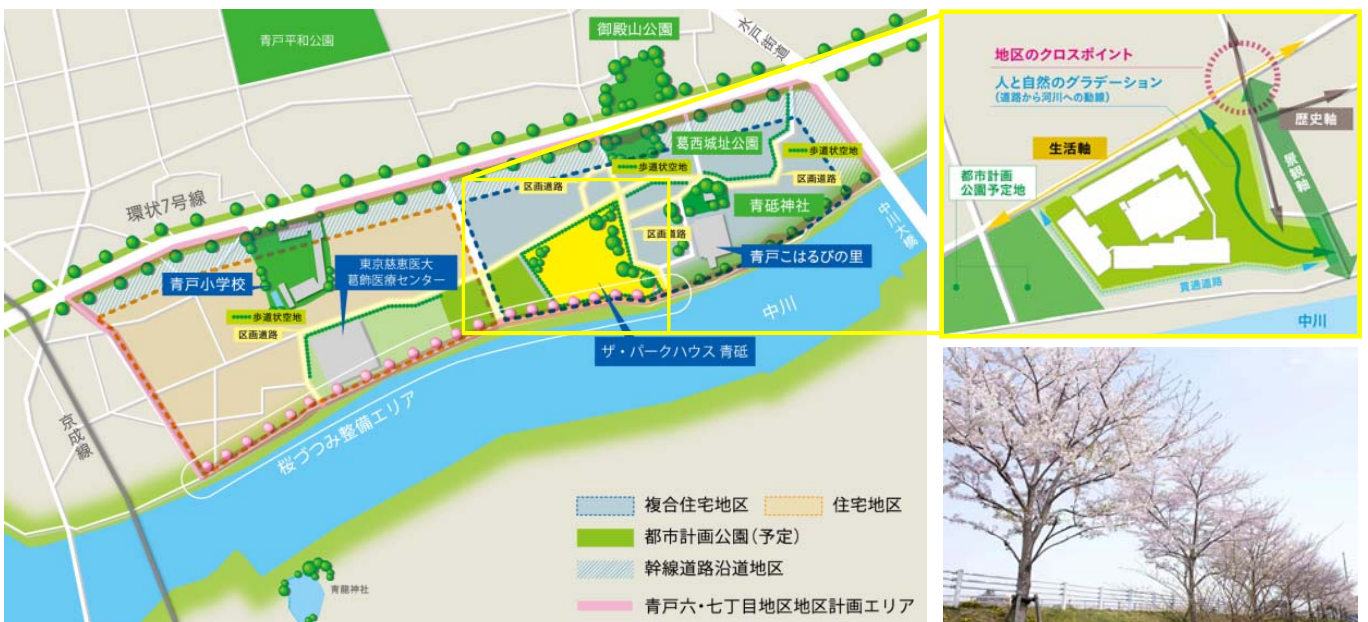 青戸平和公園
御殿山公園
水戸街道
葛西城址公園
歩道状空地
歩道状空地
区画道路
区画道路
環状7号線
青砥神社
区画道路
中川大橋
青戸小学校
東京慈恵医大
葛飾医療センター
青戸こはるびの里
歩道状空地
区画道路
中川
ザ・パークハウス 青砥
京成線
桜づつみ整備エリア
青龍神社
複合住宅地区
住宅地区
都市計画公園(予定)
幹線道路沿道地区
青戸六・七丁目地区地区計画エリア
地区のクロスポイント
人と自然のグラデーション
(道路から河川への動線)
歴史軸
生活軸
景観軸
都市計画
公園予定地
貫通道路
中川